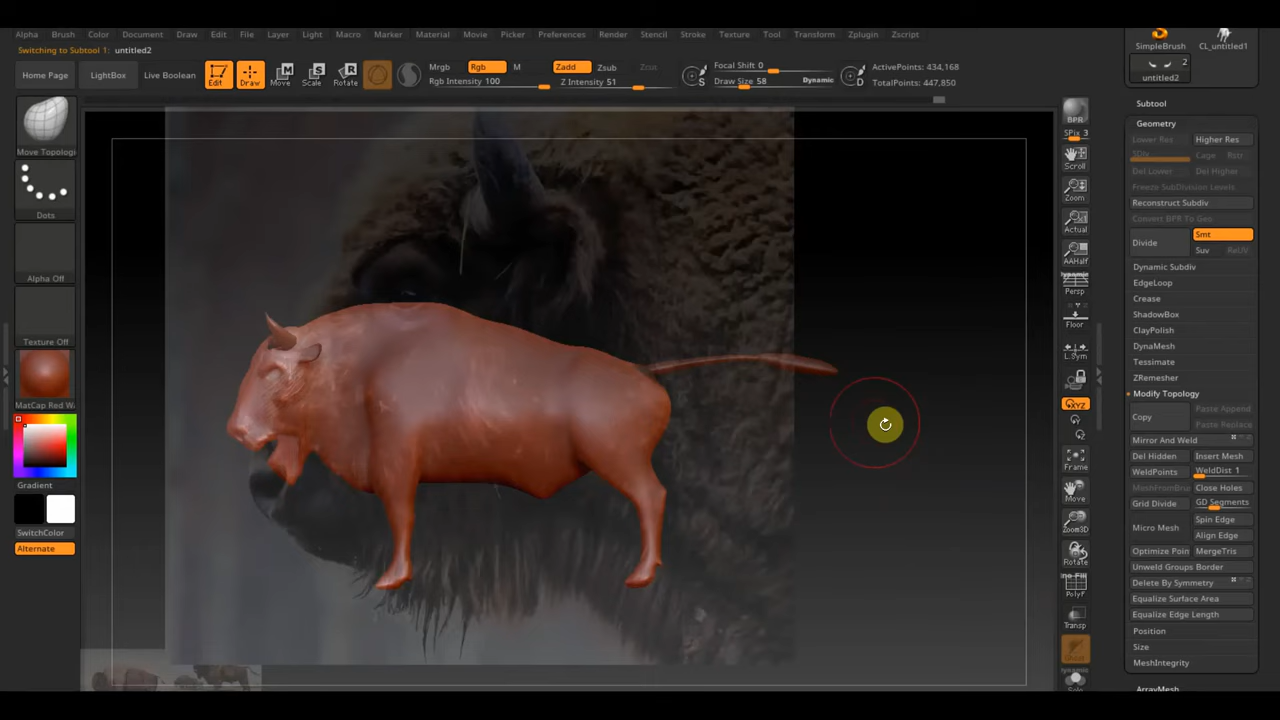 Alpha Brush Color Document Draw Edit File Layer Light Macro Marker Material Movie Picker Preferences Render Stencil Stroke Texture Tool Transform Zplugin Zscript
Switching to Subtool 1: untitled2
SimpleBrush CL_untitled1
Home Page LightBox Live Boolean Edit Draw Move Scale Rotate
Mrgb Rgb M Zadd Zsub Zcut
Rgb Intensity 100 Z Intensity 51
S Focal Shift 0
Draw Size 58 Dynamic
D ActivePoints: 434,168
TotalPoints: 447,850
2
untitled2
Subtool
Geometry
Lower Res Higher Res
SDiv Cage Rstr
Del Lower Del Higher
Freeze SubDivision Levels
Reconstruct Subdiv
Convert BPR To Geo
Divide Smt
Suv ReUV
Dynamic Subdiv
EdgeLoop
Crease
ShadowBox
ClayPolish
DynaMesh
Tessimate
ZRemesher
Modify Topology
Copy Paste Append
Paste Replace
Mirror And Weld
Del Hidden Insert Mesh
WeldPoints WeldDist 1
MeshFromBru Close Holes
Grid Divide GD Segments
Micro Mesh Spin Edge
Align Edge
Optimize Poin MergeTris
Unweld Groups Border
Delete By Symmetry
Equalize Surface Area
Equalize Edge Length
Position
Size
MeshIntegrity
ArrayMesh
Move Topologi
Dots
Alpha Off
Texture Off
MatCap Red Wa
Gradient
SwitchColor
Alternate
BPR
SPix 3
Scroll
Zoom
Actual
AAHalf
Dynamic
Persp
Floor
L.Sym
XYZ
Y
Z
Frame
Move
Zoom3D
Rotate
PolyF
Transp
Ghost
Solo